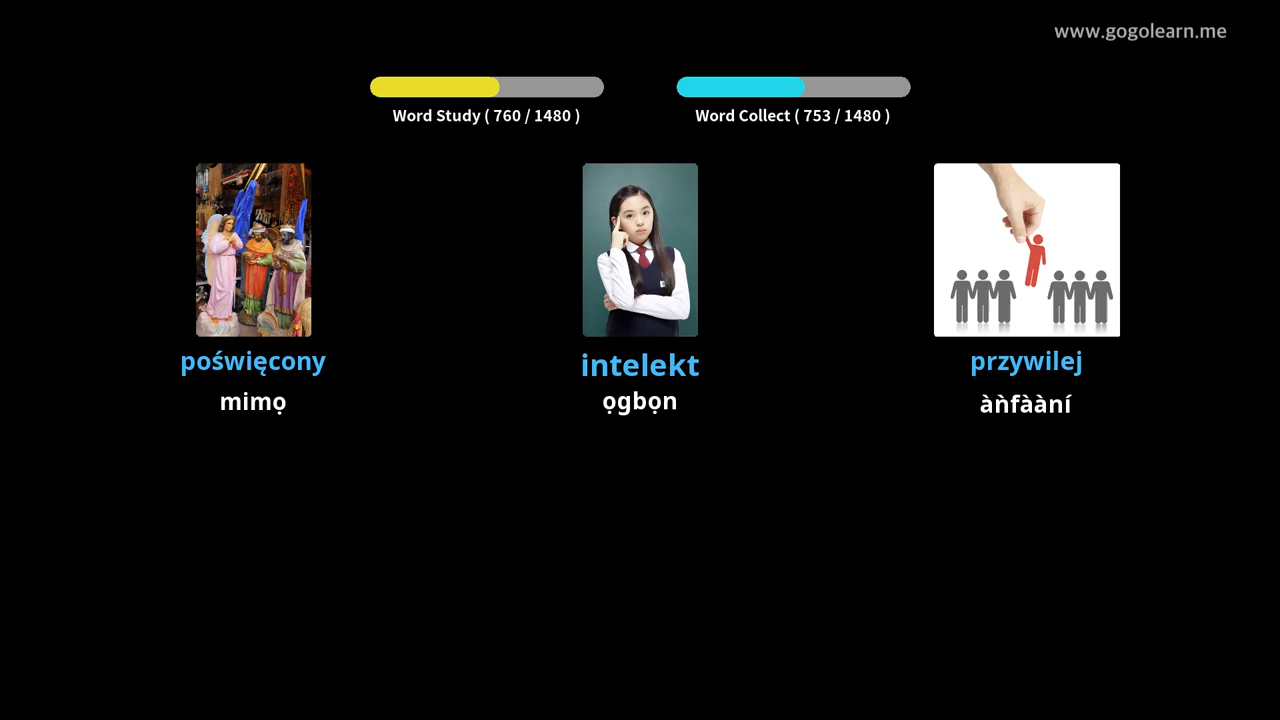 www.gogolearn.me
Word Study ( 760 / 1480 )
Word Collect ( 753 / 1480 )
poświęcony
mimọ
intelekt
ọgbọn
przywilej
àǹfààní